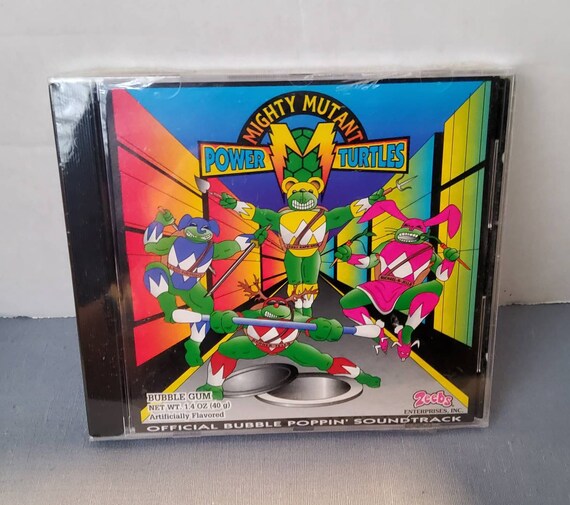 MIGHTY MUTANT
POWER M TURTLES
BUBBLE GUM
NET WT. 1.4 OZ (40 g)
Artificially Flavored
Zeebs
ENTERPRISES, INC.
OFFICIAL BUBBLE POPPIN' SOUNDTRACK